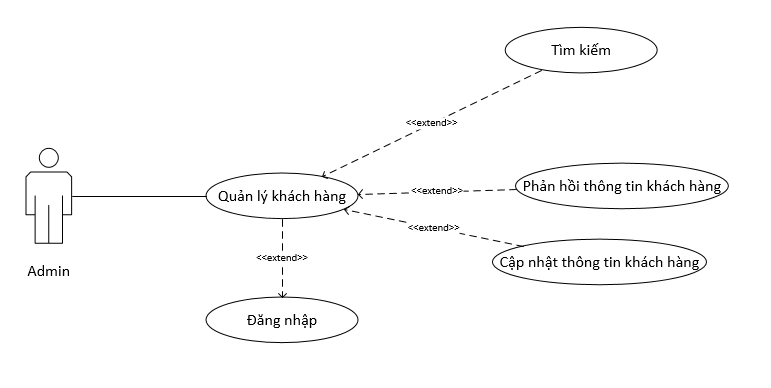 Tìm kiếm
<<extend>>
Phản hồi thông tin khách hàng
<<extend>>
Quản lý khách hàng
<<extend>>
Cập nhật thông tin khách hàng
<<extend>>
Admin
Đăng nhập